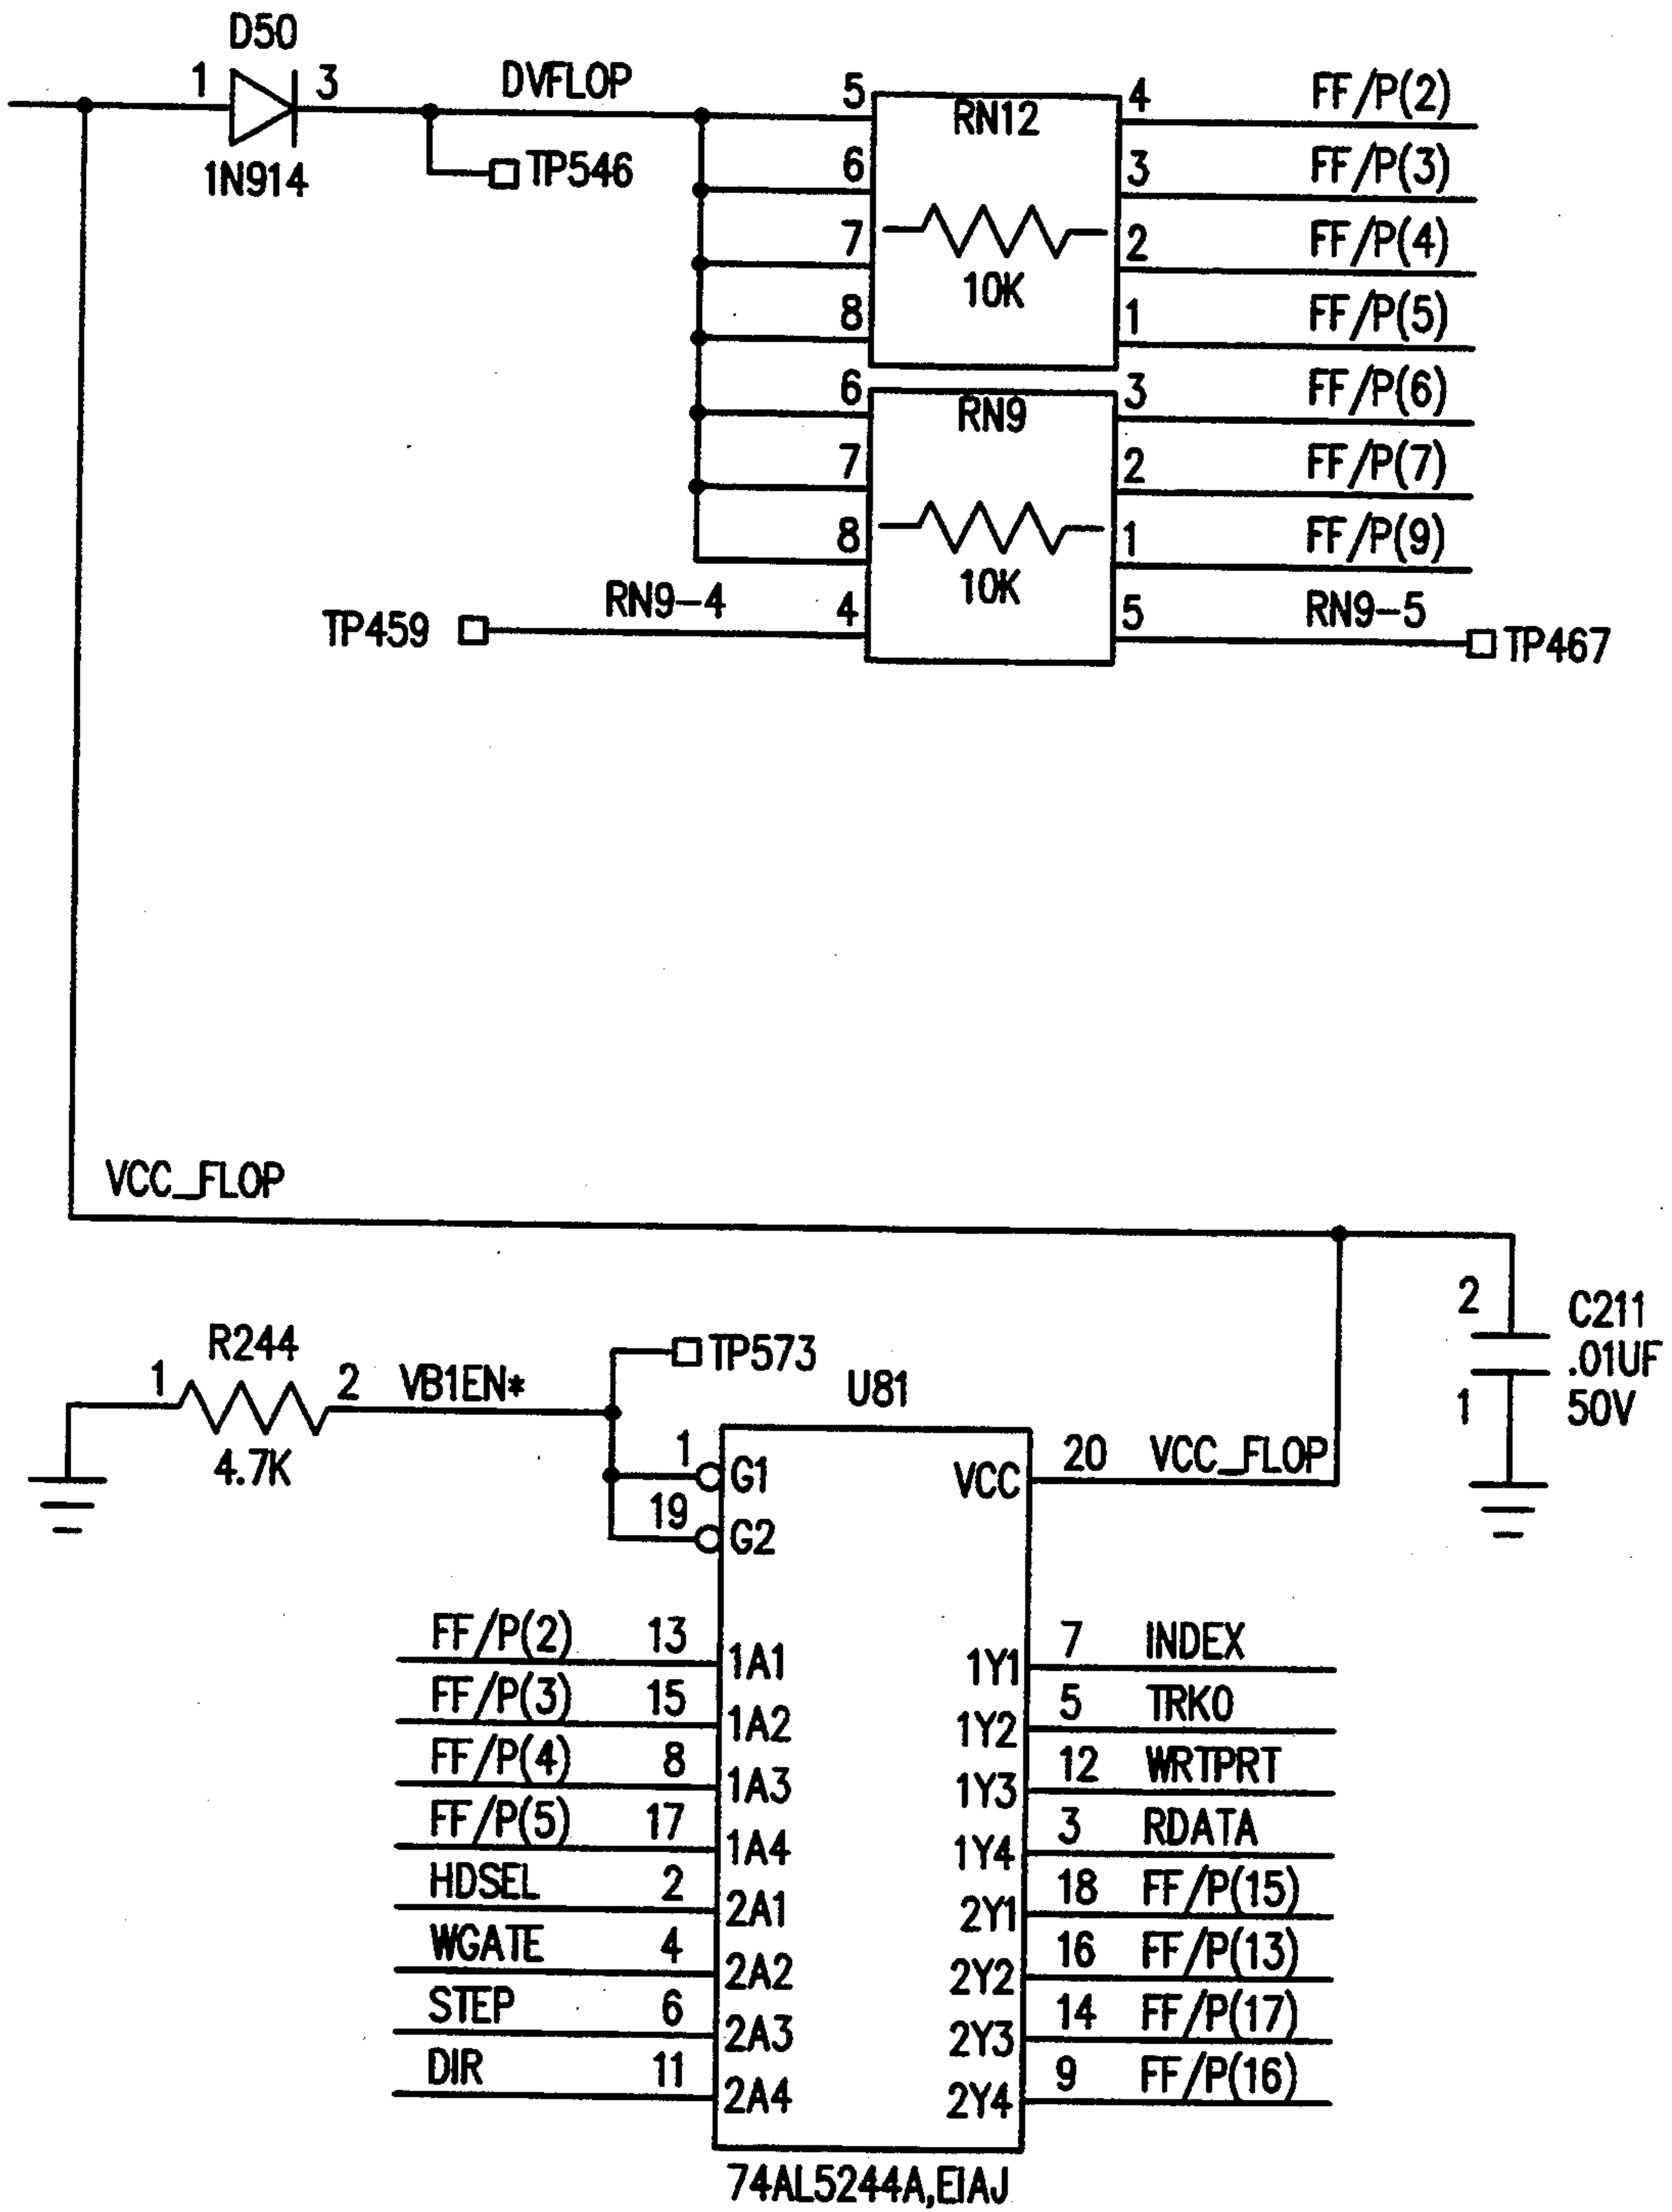 D50
1 3 DVFLOP
1N914
TP546
RN12
5 4 FF/P(2)
6 3 FF/P(3)
7 2 FF/P(4)
10K
8 1 FF/P(5)
RN9
6 3 FF/P(6)
7 2 FF/P(7)
8 1 FF/P(9)
10K
TP459 RN9-4 4 5 RN9-5 TP467
VCC_FLOP
2 C211
.01UF
1 50V
R244
1 2 VB1EN*
4.7K
TP573
U81
1 G1 VCC 20 VCC_FLOP
19 G2
FF/P(2) 13 1A1 1Y1 7 INDEX
FF/P(3) 15 1A2 1Y2 5 TRK0
FF/P(4) 8 1A3 1Y3 12 WRTPRT
FF/P(5) 17 1A4 1Y4 3 RDATA
HDSEL 2 2A1 2Y1 18 FF/P(15)
WGATE 4 2A2 2Y2 16 FF/P(13)
STEP 6 2A3 2Y3 14 FF/P(17)
DIR 11 2A4 2Y4 9 FF/P(16)
74AL5244A,EIAJ